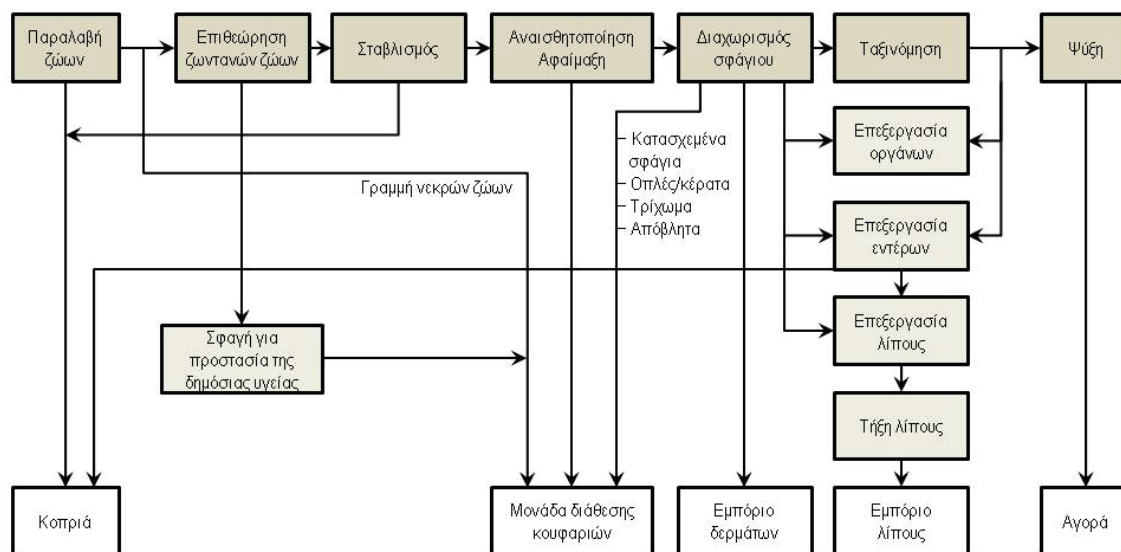 Παραλαβή
ζώων
Επιθεώρηση
ζωντανών ζώων
Σταβλισμός
Αναισθητοποίηση
Αφαίμαξη
Διαχωρισμός
σφάγιου
Ταξινόμηση
Ψύξη
Επεξεργασία
οργάνων
– Κατασχεμένα
σφάγια
– Οπλές/κέρατα
– Τρίχωμα
– Απόβλητα
Γραμμή νεκρών ζώων
Επεξεργασία
εντέρων
Επεξεργασία
λίπους
Σφαγή για
προστασία της
δημόσιας υγείας
Τήξη λίπους
Κοπριά
Μονάδα διάθεσης
κουφαριών
Εμπόριο
δερμάτων
Εμπόριο
λίπους
Αγορά